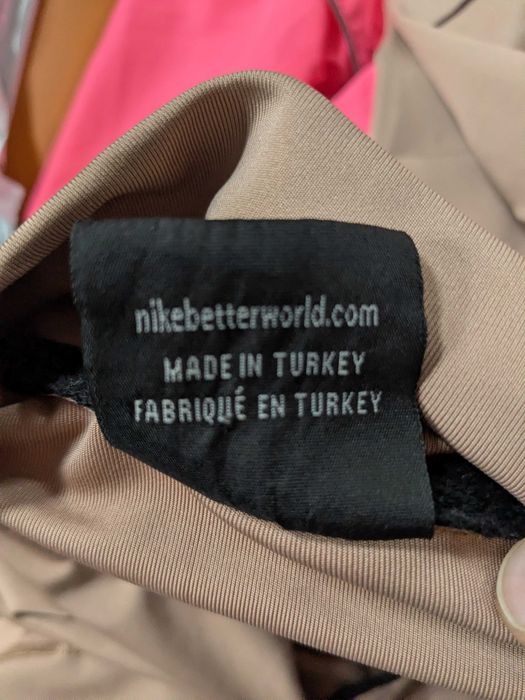 nikebetterworld.com
MADE IN TURKEY
FABRIQUÉ EN TURKEY